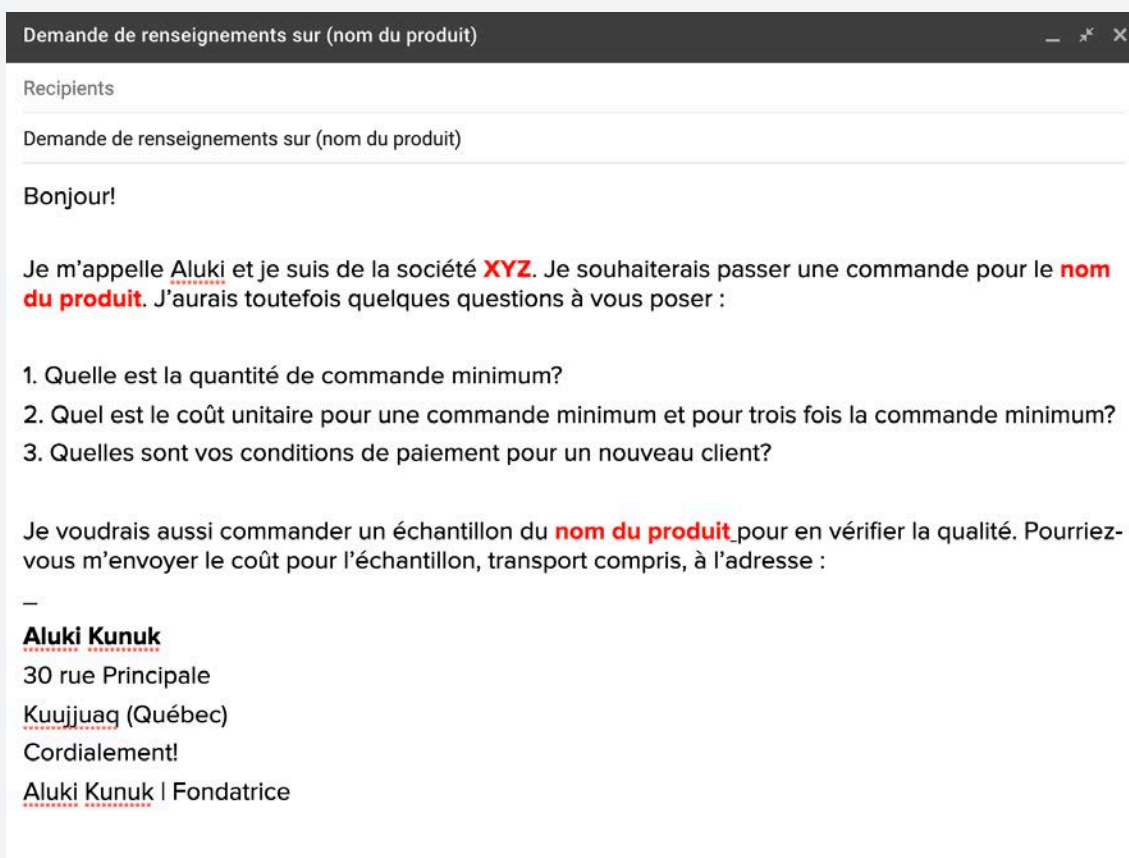 Demande de renseignements sur (nom du produit)
Recipients
Demande de renseignements sur (nom du produit)
Bonjour!
Je m’appelle Aluki et je suis de la société XYZ. Je souhaiterais passer une commande pour le nom
du produit. J’aurais toutefois quelques questions à vous poser :
1. Quelle est la quantité de commande minimum?
2. Quel est le coût unitaire pour une commande minimum et pour trois fois la commande minimum?
3. Quelles sont vos conditions de paiement pour un nouveau client?
Je voudrais aussi commander un échantillon du nom du produit pour en vérifier la qualité. Pourriez-
vous m’envoyer le coût pour l’échantillon, transport compris, à l’adresse :
–
Aluki Kunuk
30 rue Principale
Kuujjuaq (Québec)
Cordialement!
Aluki Kunuk | Fondatrice